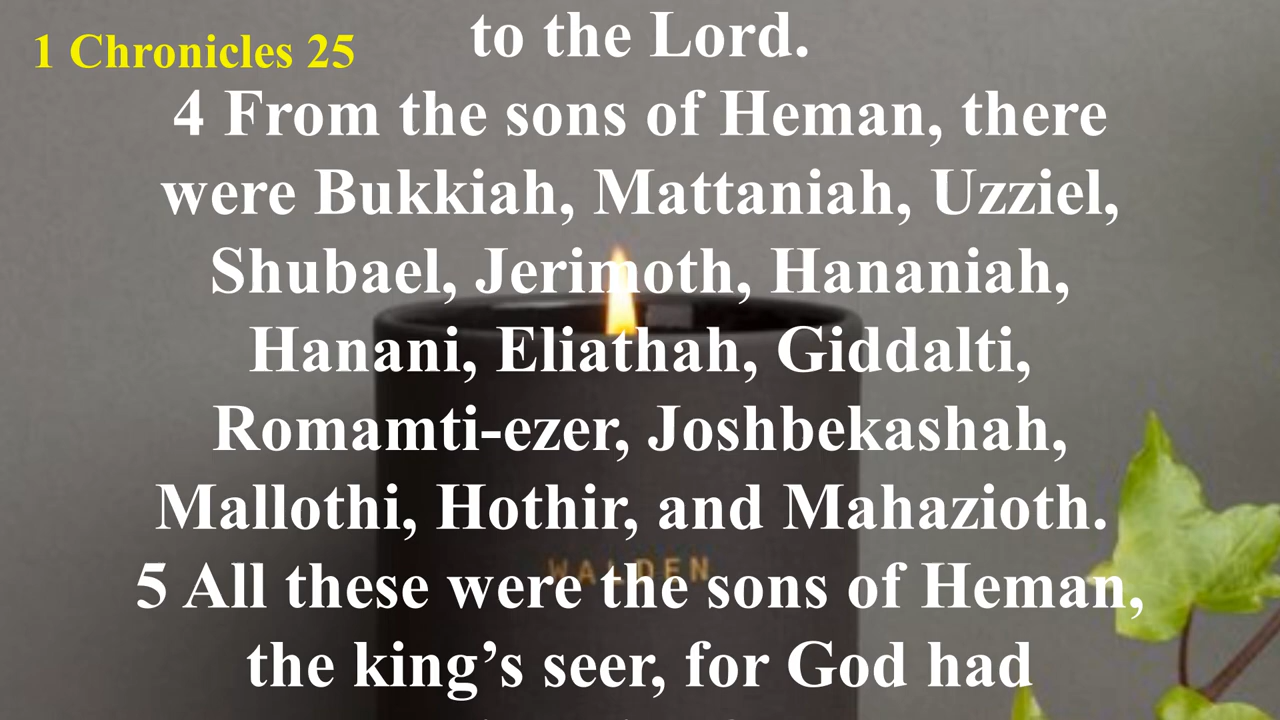 1 Chronicles 25
to the Lord.
4 From the sons of Heman, there
were Bukkiah, Mattaniah, Uzziel,
Shubael, Jerimoth, Hananiah,
Hanani, Eliathah, Giddalti,
Romamti-ezer, Joshbekashah,
Mallothi, Hothir, and Mahazioth.
WALDEN
5 All these were the sons of Heman,
the king’s seer, for God had